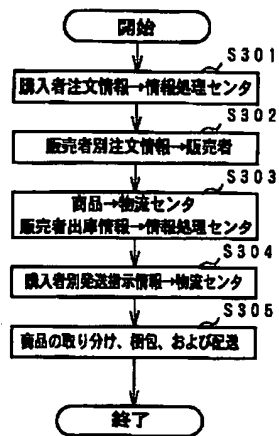 開始
S301
購入者注文情報→情報処理センタ
S302
販売者別注文情報→販売者
S303
商品→物流センタ
販売者出庫情報→情報処理センタ
S304
購入者別発送指示情報→物流センタ
S305
商品の取り分け、梱包、および配送
終了